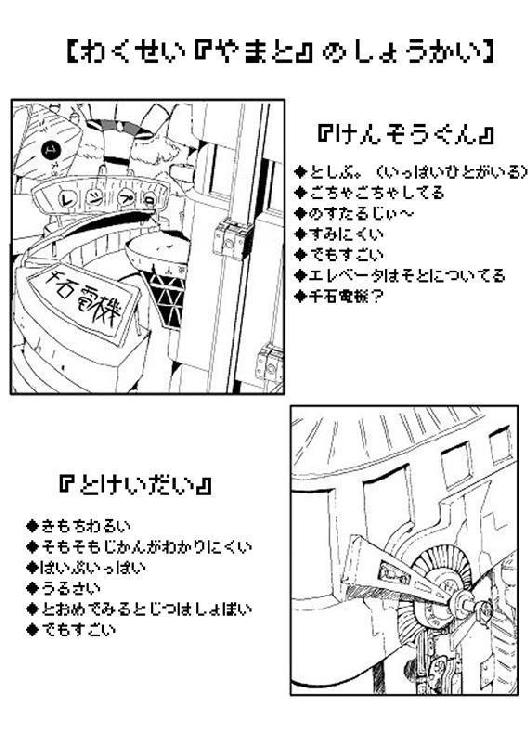 【わくせい『やまと』のしょうかい】
『けんぞうぐん』
◆としぶ。（いっぱいひとがいる）
◆ごちゃごちゃしてる
◆のすたるじぃ～
◆すみにくい
◆でもすごい
◆エレベータはそとについてる
◆千石電機？
千石電機
『とけいだい』
◆きもちわるい
◆そもそもじかんがわかりにくい
◆ぱいぷいっぱい
◆うるさい
◆とおめでみるとじつはしょぼい
◆でもすごい